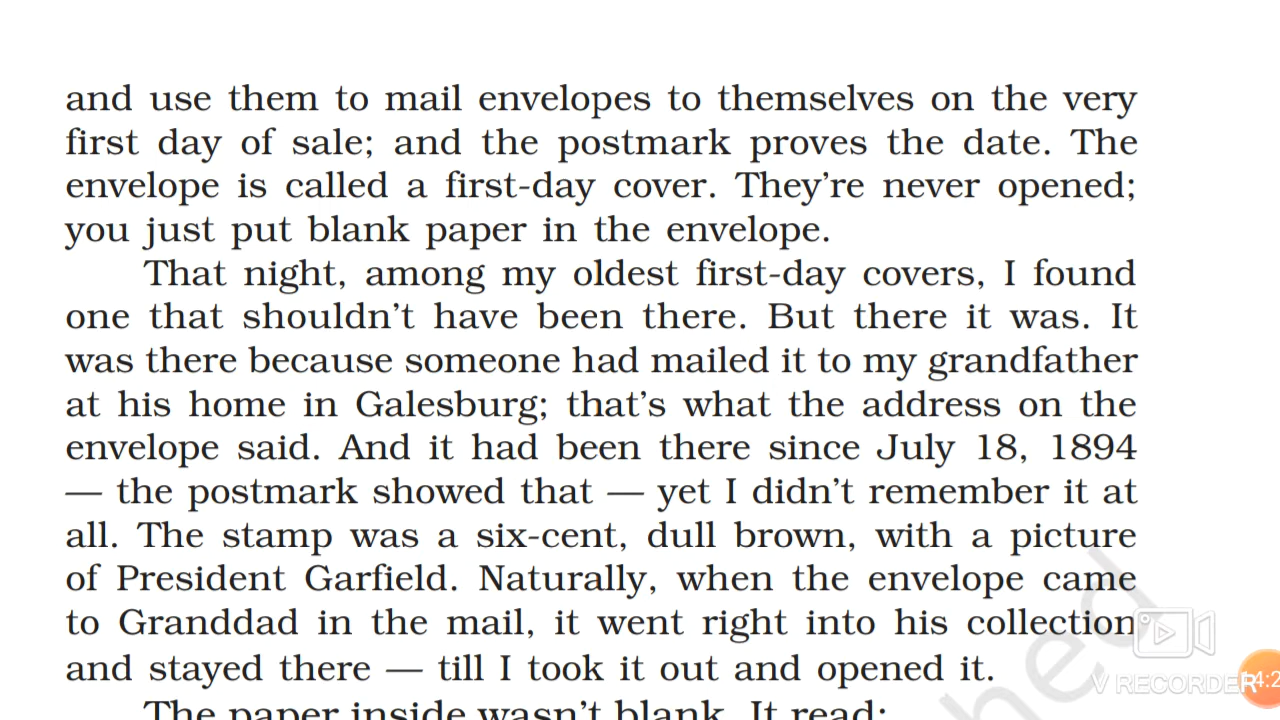 and use them to mail envelopes to themselves on the very
first day of sale; and the postmark proves the date. The
envelope is called a first-day cover. They’re never opened;
you just put blank paper in the envelope.
That night, among my oldest first-day covers, I found
one that shouldn’t have been there. But there it was. It
was there because someone had mailed it to my grandfather
at his home in Galesburg; that’s what the address on the
envelope said. And it had been there since July 18, 1894
— the postmark showed that — yet I didn’t remember it at
all. The stamp was a six-cent, dull brown, with a picture
of President Garfield. Naturally, when the envelope came
to Granddad in the mail, it went right into his collection
and stayed there — till I took it out and opened it.
The paper inside wasn’t blank. It read:
hed
V RECORDER